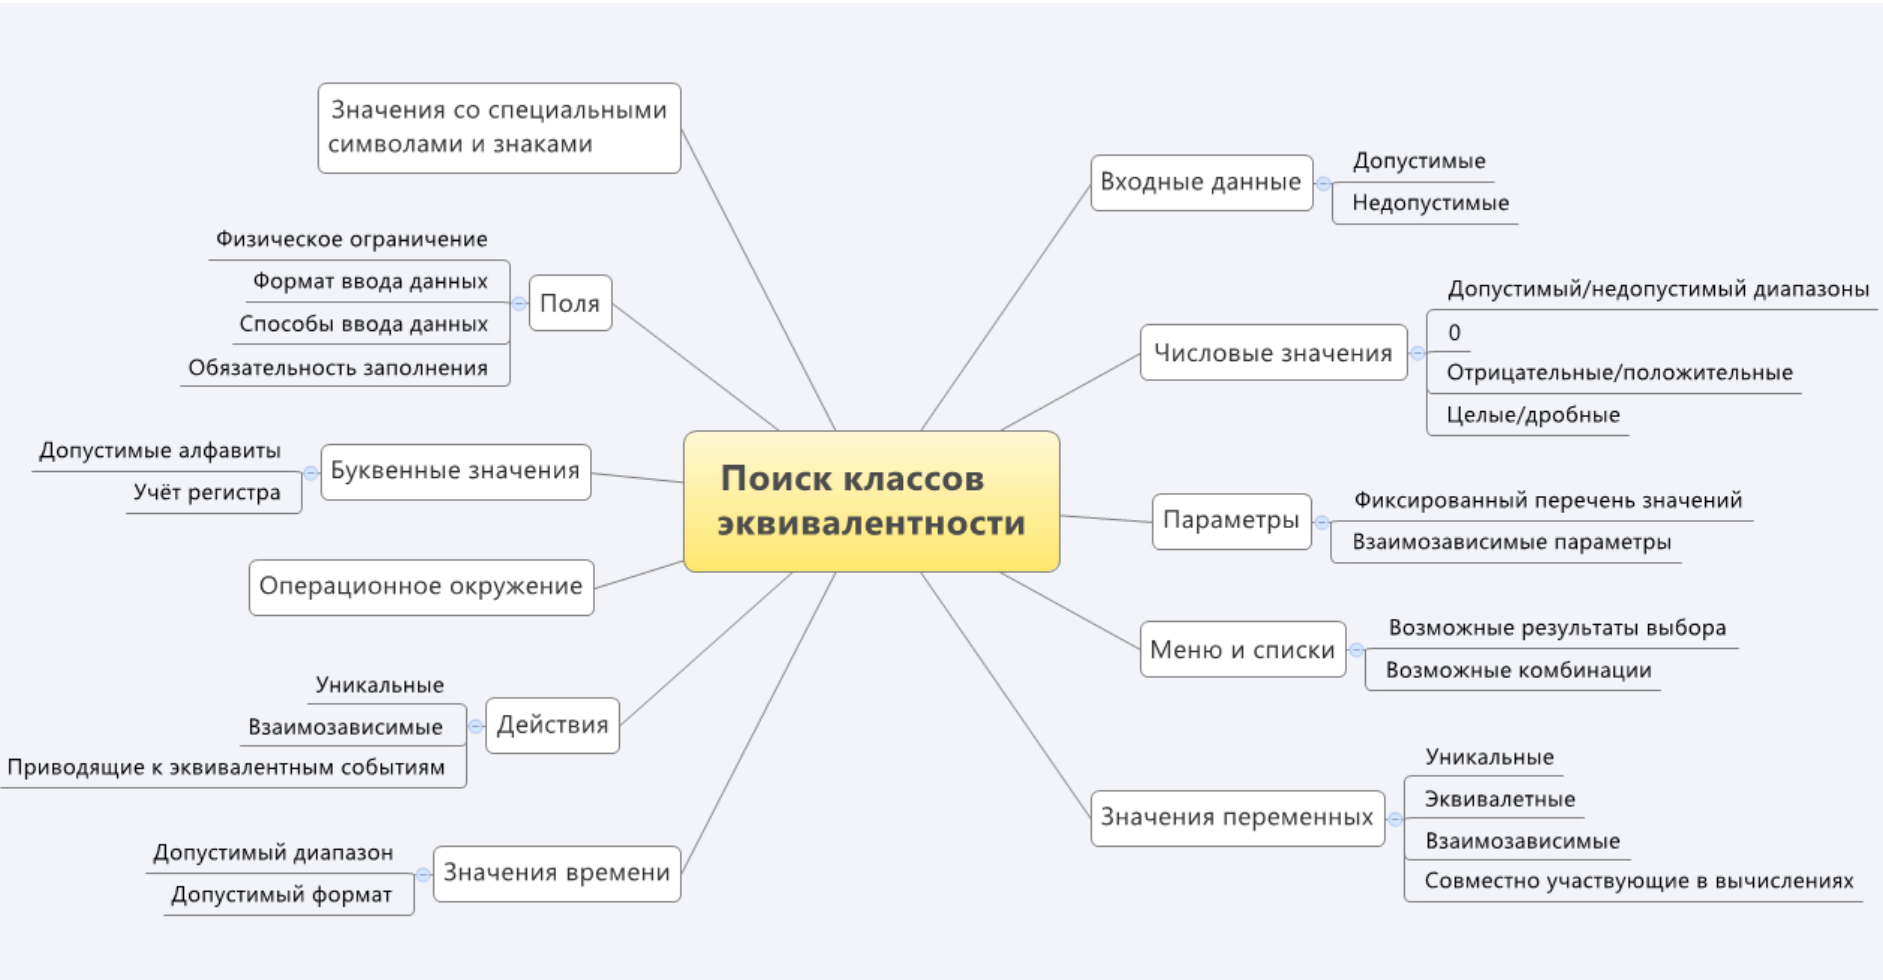 Значения со специальными
символами и знаками
Физическое ограничение
Формат ввода данных
Способы ввода данных
Обязательность заполнения
Поля
Допустимые алфавиты
Учёт регистра
Буквенные значения
Операционное окружение
Уникальные
Взаимозависимые
Приводящие к эквивалентным событиям
Действия
Допустимый диапазон
Допустимый формат
Значения времени
Поиск классов
эквивалентности
Входные данные
Допустимые
Недопустимые
Числовые значения
Допустимый/недопустимый диапазоны
0
Отрицательные/положительные
Целые/дробные
Параметры
Фиксированный перечень значений
Взаимозависимые параметры
Меню и списки
Возможные результаты выбора
Возможные комбинации
Значения переменных
Уникальные
Эквивалетные
Взаимозависимые
Совместно участвующие в вычислениях